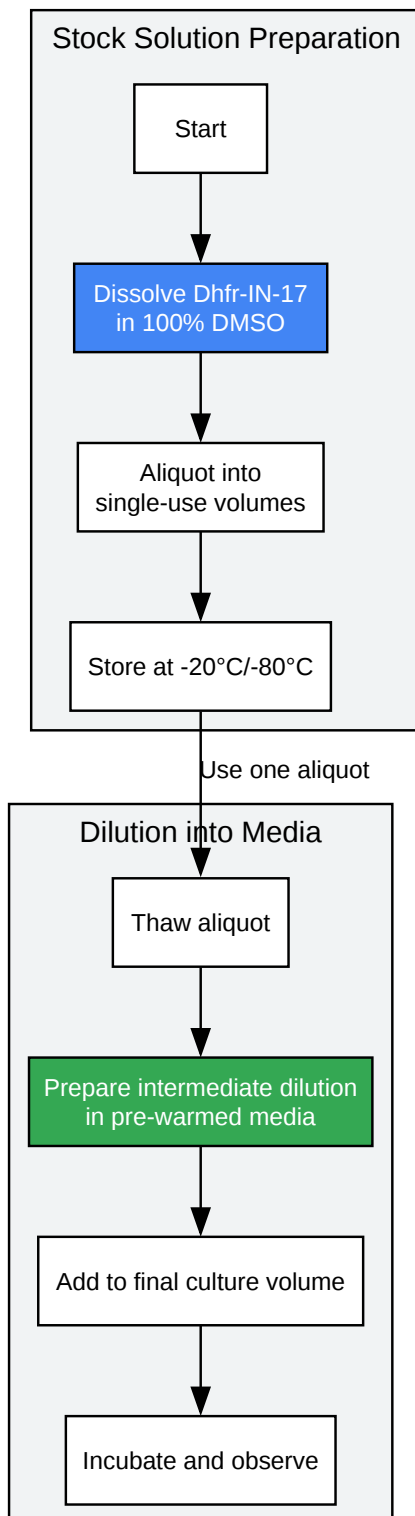 Stock Solution Preparation
Start
Dissolve Dhfr-IN-17
in 100% DMSO
Aliquot into
single-use volumes
Store at -20°C/-80°C
Use one aliquot
Dilution into Media
Thaw aliquot
Prepare intermediate dilution
in pre-warmed media
Add to final culture volume
Incubate and observe